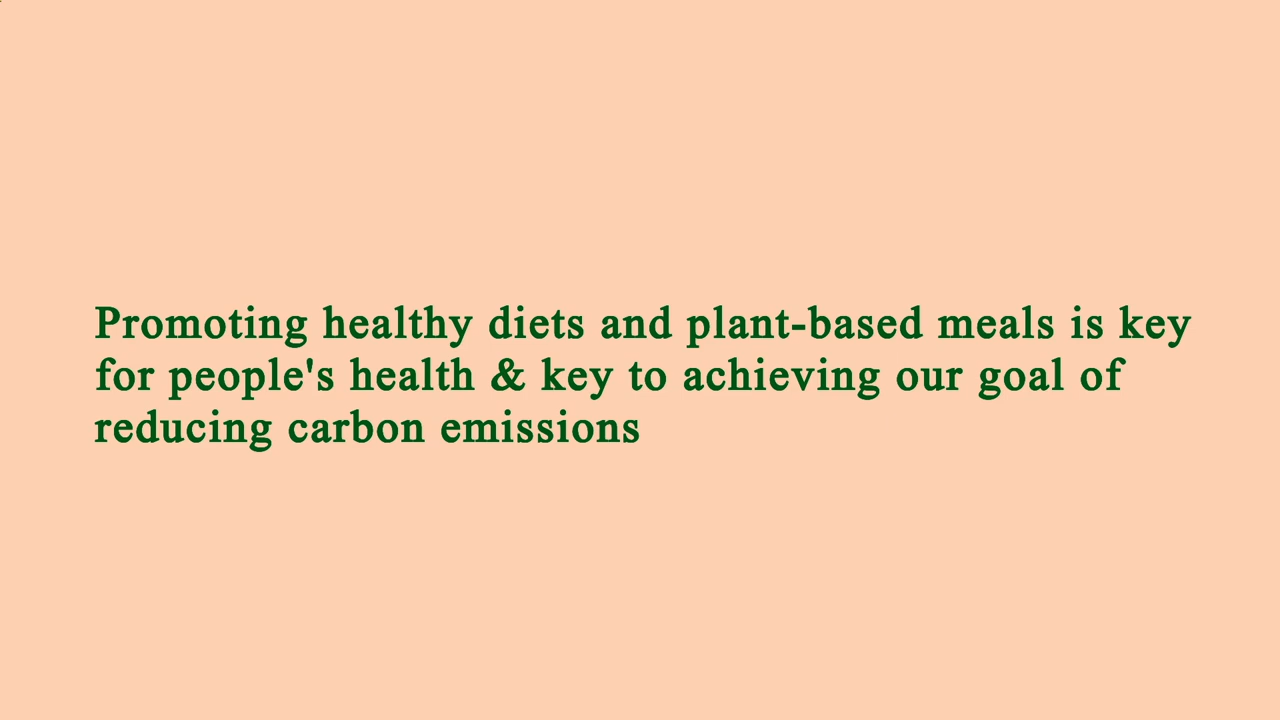 Promoting healthy diets and plant-based meals is key
for people's health & key to achieving our goal of
reducing carbon emissions